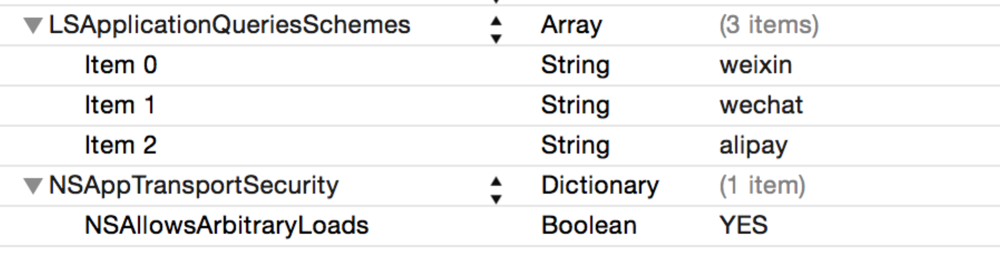 LSApplicationQueriesSchemes Array (3 items)
Item 0 String weixin
Item 1 String wechat
Item 2 String alipay
NSAppTransportSecurity Dictionary (1 item)
NSAllowsArbitraryLoads Boolean YES